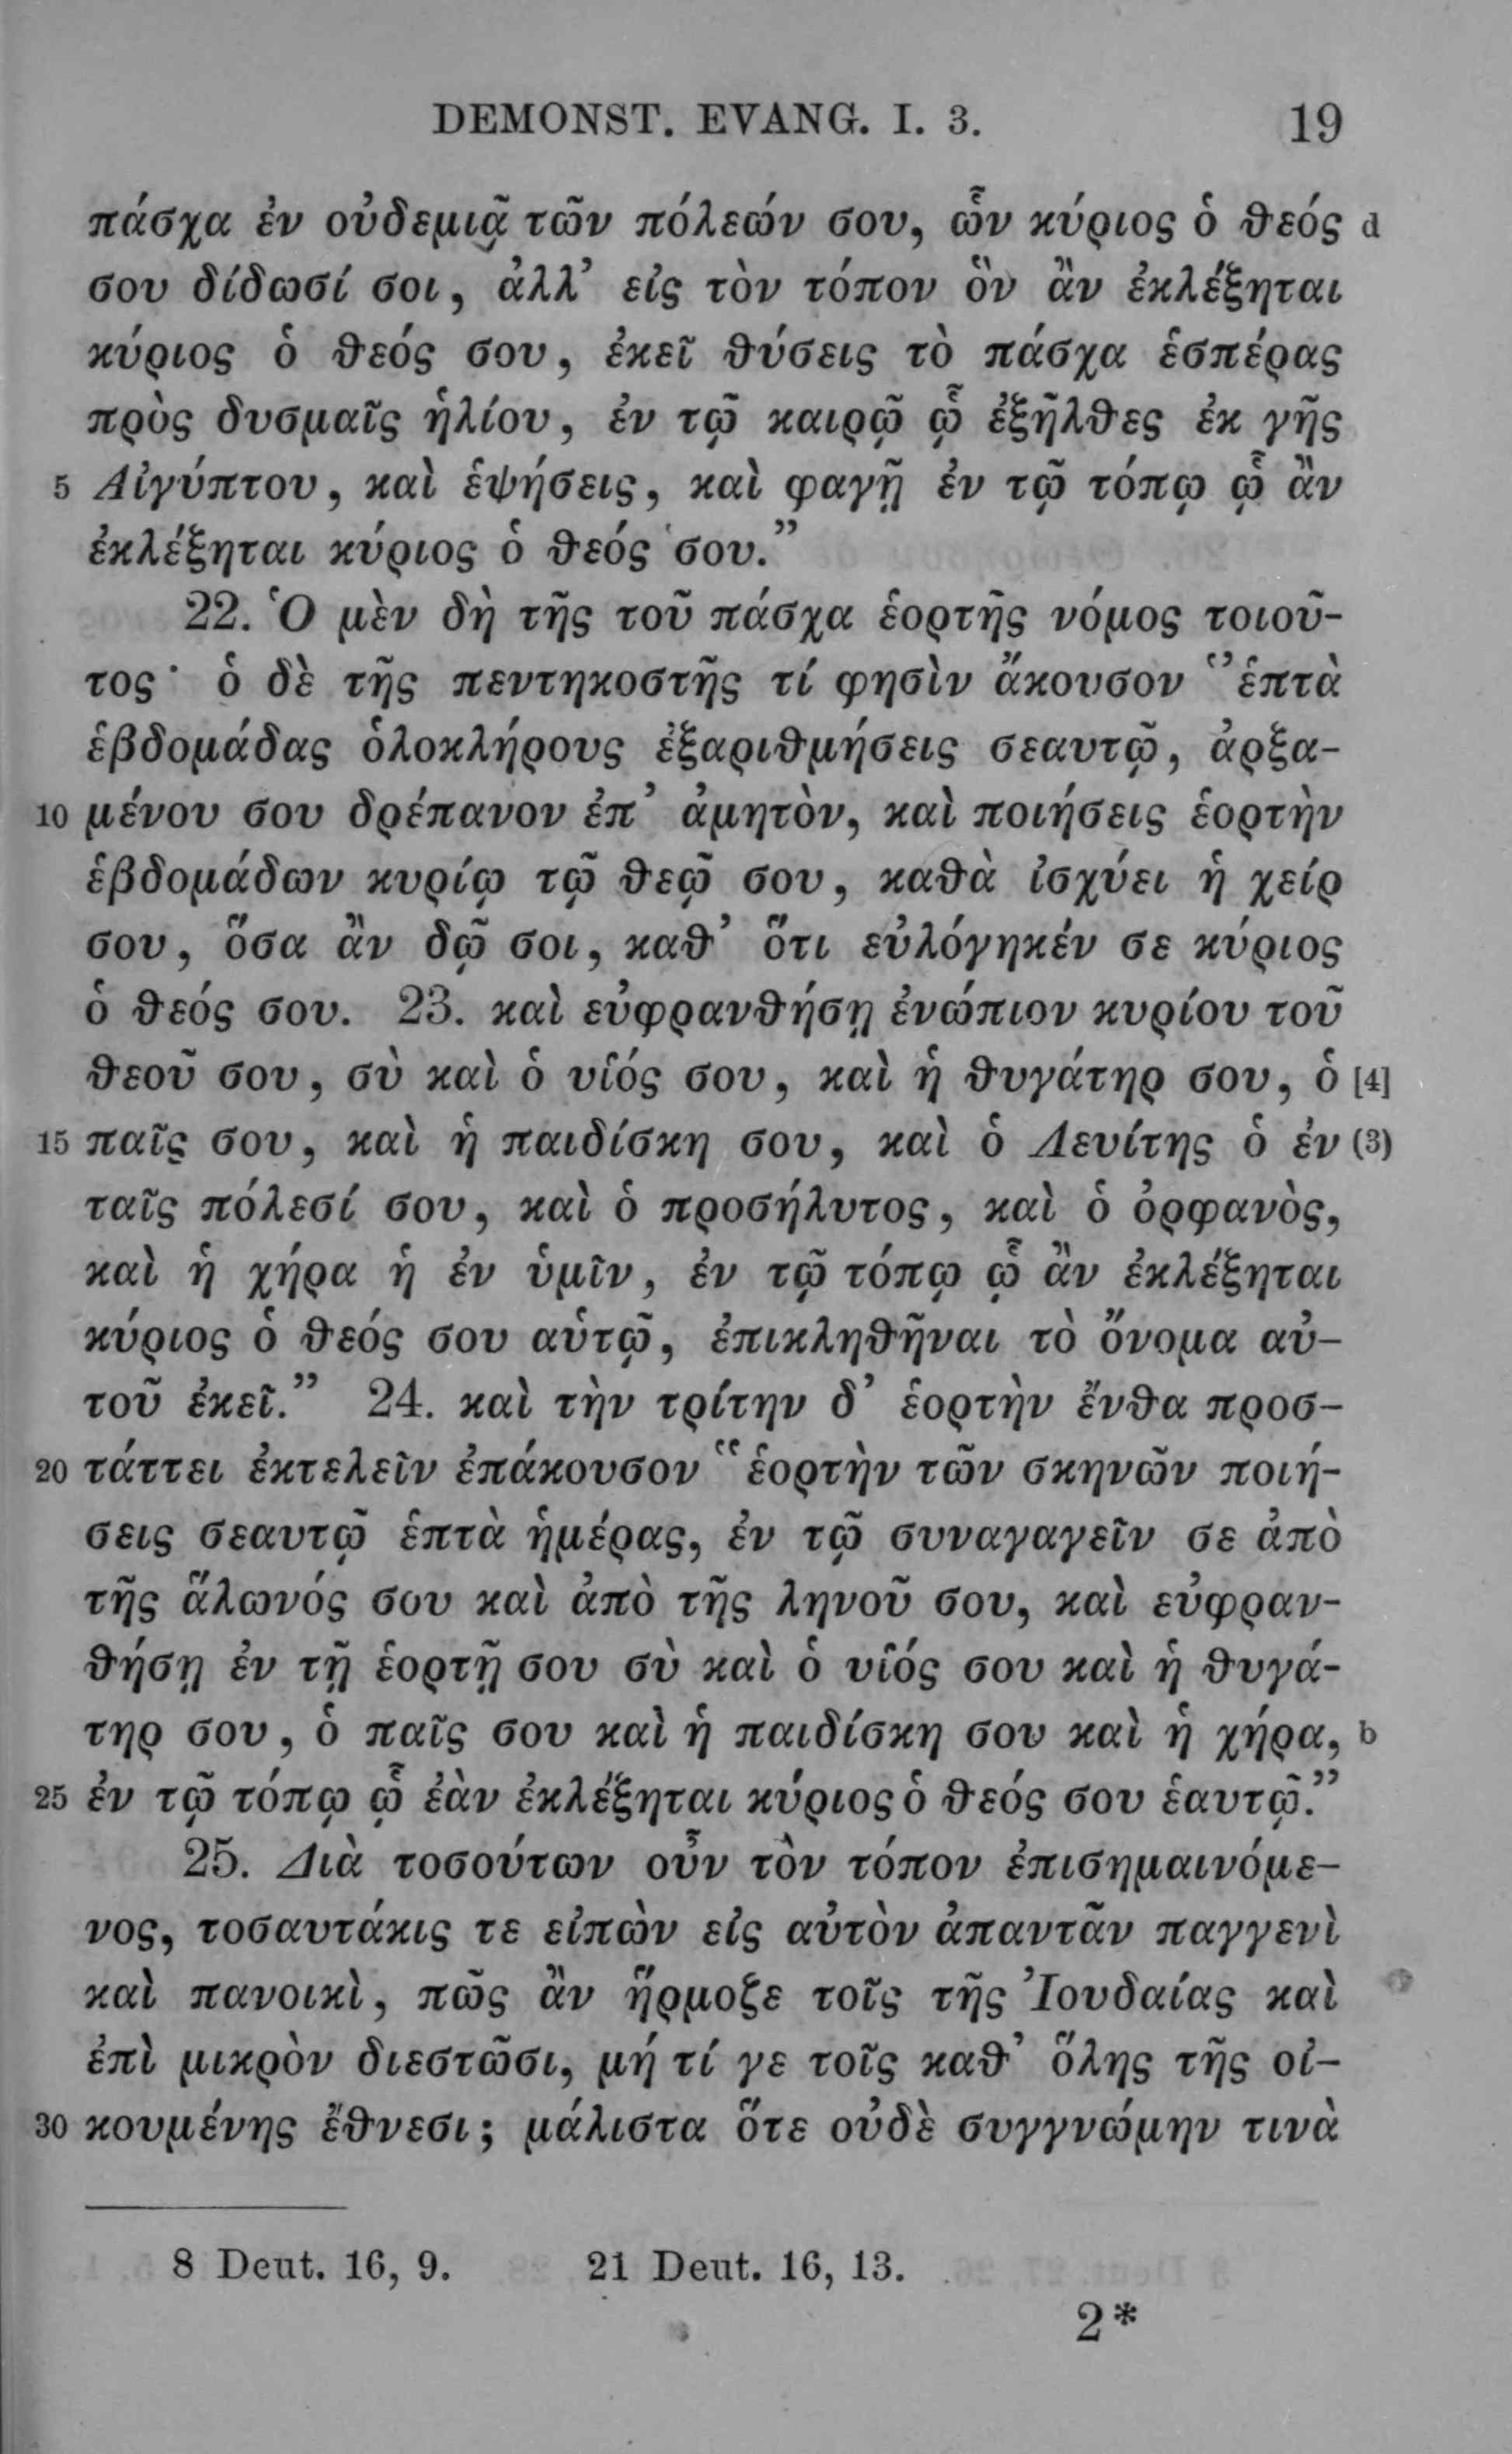 DEMONST. EVANG. I. 3. 19
πάσχα ἐν οὐδεμιᾷ τῶν πόλεών σου, ὧν κύριος ὁ θεός d
σου δίδωσί σοι, ἀλλ’ εἰς τὸν τόπον ὃν ἂν ἐκλέξηται
κύριος ὁ θεός σου, ἐκεῖ θύσεις τὸ πάσχα ἑσπέρας
πρὸς δυσμαῖς ἡλίου, ἐν τῷ καιρῷ ᾧ ἐξῆλθες ἐκ γῆς
5 Αἰγύπτου, καὶ ἑψήσεις, καὶ φαγῇ ἐν τῷ τόπῳ ᾧ ἂν
ἐκλέξηται κύριος ὁ θεός σου.”
22. Ὁ μὲν δὴ τῆς τοῦ πάσχα ἑορτῆς νόμος τοιοῦ-
τος· ὁ δὲ τῆς πεντηκοστῆς τί φησὶν ἄκουσον “ἑπτὰ
ἑβδομάδας ὁλοκλήρους ἐξαριθμήσεις σεαυτῷ, ἀρξα-
10 μένου σου δρέπανον ἐπ’ ἀμητὸν, καὶ ποιήσεις ἑορτὴν
ἑβδομάδων κυρίῳ τῷ θεῷ σου, καθὰ ἰσχύει ἡ χείρ
σου, ὅσα ἂν δῷ σοι, καθ’ ὅτι εὐλόγηκέν σε κύριος
ὁ θεός σου. 23. καὶ εὐφρανθήσῃ ἐνώπιον κυρίου τοῦ
θεοῦ σου, σὺ καὶ ὁ υἱός σου, καὶ ἡ θυγάτηρ σου, ὁ [4]
15 παῖς σου, καὶ ἡ παιδίσκη σου, καὶ ὁ Λευίτης ὁ ἐν (3)
ταῖς πόλεσί σου, καὶ ὁ προσήλυτος, καὶ ὁ ὀρφανὸς,
καὶ ἡ χήρα ἡ ἐν ὑμῖν, ἐν τῷ τόπῳ ᾧ ἂν ἐκλέξηται
κύριος ὁ θεός σου αὑτῷ, ἐπικληθῆναι τὸ ὄνομα αὐ-
τοῦ ἐκεῖ.” 24. καὶ τὴν τρίτην δ’ ἑορτὴν ἔνθα προσ-
20 τάττει ἐκτελεῖν ἐπάκουσον “ἑορτὴν τῶν σκηνῶν ποιή-
σεις σεαυτῷ ἑπτὰ ἡμέρας, ἐν τῷ συναγαγεῖν σε ἀπὸ
τῆς ἅλωνός σου καὶ ἀπὸ τῆς ληνοῦ σου, καὶ εὐφραν-
θήσῃ ἐν τῇ ἑορτῇ σου σὺ καὶ ὁ υἱός σου καὶ ἡ θυγά-
τηρ σου, ὁ παῖς σου καὶ ἡ παιδίσκη σου καὶ ἡ χήρα, b
25 ἐν τῷ τόπῳ ᾧ ἐὰν ἐκλέξηται κύριος ὁ θεός σου ἑαυτῷ.”
25. Διὰ τοσούτων οὖν τὸν τόπον ἐπισημαινόμε-
νος, τοσαυτάκις τε εἰπὼν εἰς αὐτὸν ἀπαντᾶν παγγενὶ
καὶ πανοικὶ, πῶς ἂν ἥρμοζε τοῖς τῆς Ἰουδαίας καὶ
ἐπὶ μικρὸν διεστῶσι, μή τί γε τοῖς καθ’ ὅλης τῆς οἰ-
30 κουμένης ἔθνεσι; μάλιστα ὅτε οὐδὲ συγγνώμην τινὰ
8 Deut. 16, 9. 21 Deut. 16, 13.
2*